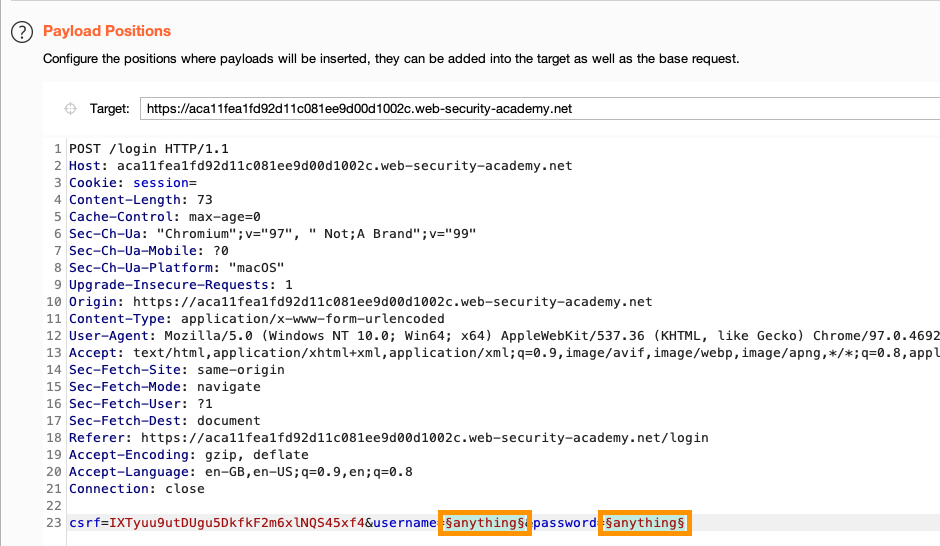 ? Payload Positions
Configure the positions where payloads will be inserted, they can be added into the target as well as the base request.
Target: https://aca11fea1fd92d11c081ee9d00d1002c.web-security-academy.net
1 POST /login HTTP/1.1
2 Host: aca11fea1fd92d11c081ee9d00d1002c.web-security-academy.net
3 Cookie: session=
4 Content-Length: 73
5 Cache-Control: max-age=0
6 Sec-Ch-Ua: "Chromium";v="97", " Not;A Brand";v="99"
7 Sec-Ch-Ua-Mobile: ?0
8 Sec-Ch-Ua-Platform: "macOS"
9 Upgrade-Insecure-Requests: 1
10 Origin: https://aca11fea1fd92d11c081ee9d00d1002c.web-security-academy.net
11 Content-Type: application/x-www-form-urlencoded
12 User-Agent: Mozilla/5.0 (Windows NT 10.0; Win64; x64) AppleWebKit/537.36 (KHTML, like Gecko) Chrome/97.0.4692
13 Accept: text/html,application/xhtml+xml,application/xml;q=0.9,image/avif,image/webp,image/apng,*/*;q=0.8,appl
14 Sec-Fetch-Site: same-origin
15 Sec-Fetch-Mode: navigate
16 Sec-Fetch-User: ?1
17 Sec-Fetch-Dest: document
18 Referer: https://aca11fea1fd92d11c081ee9d00d1002c.web-security-academy.net/login
19 Accept-Encoding: gzip, deflate
20 Accept-Language: en-GB,en-US;q=0.9,en;q=0.8
21 Connection: close
22
23 csrf=IXTyuu9utDUgu5DkfkF2m6xlNQS45xf4&username=§anything§&password=§anything§